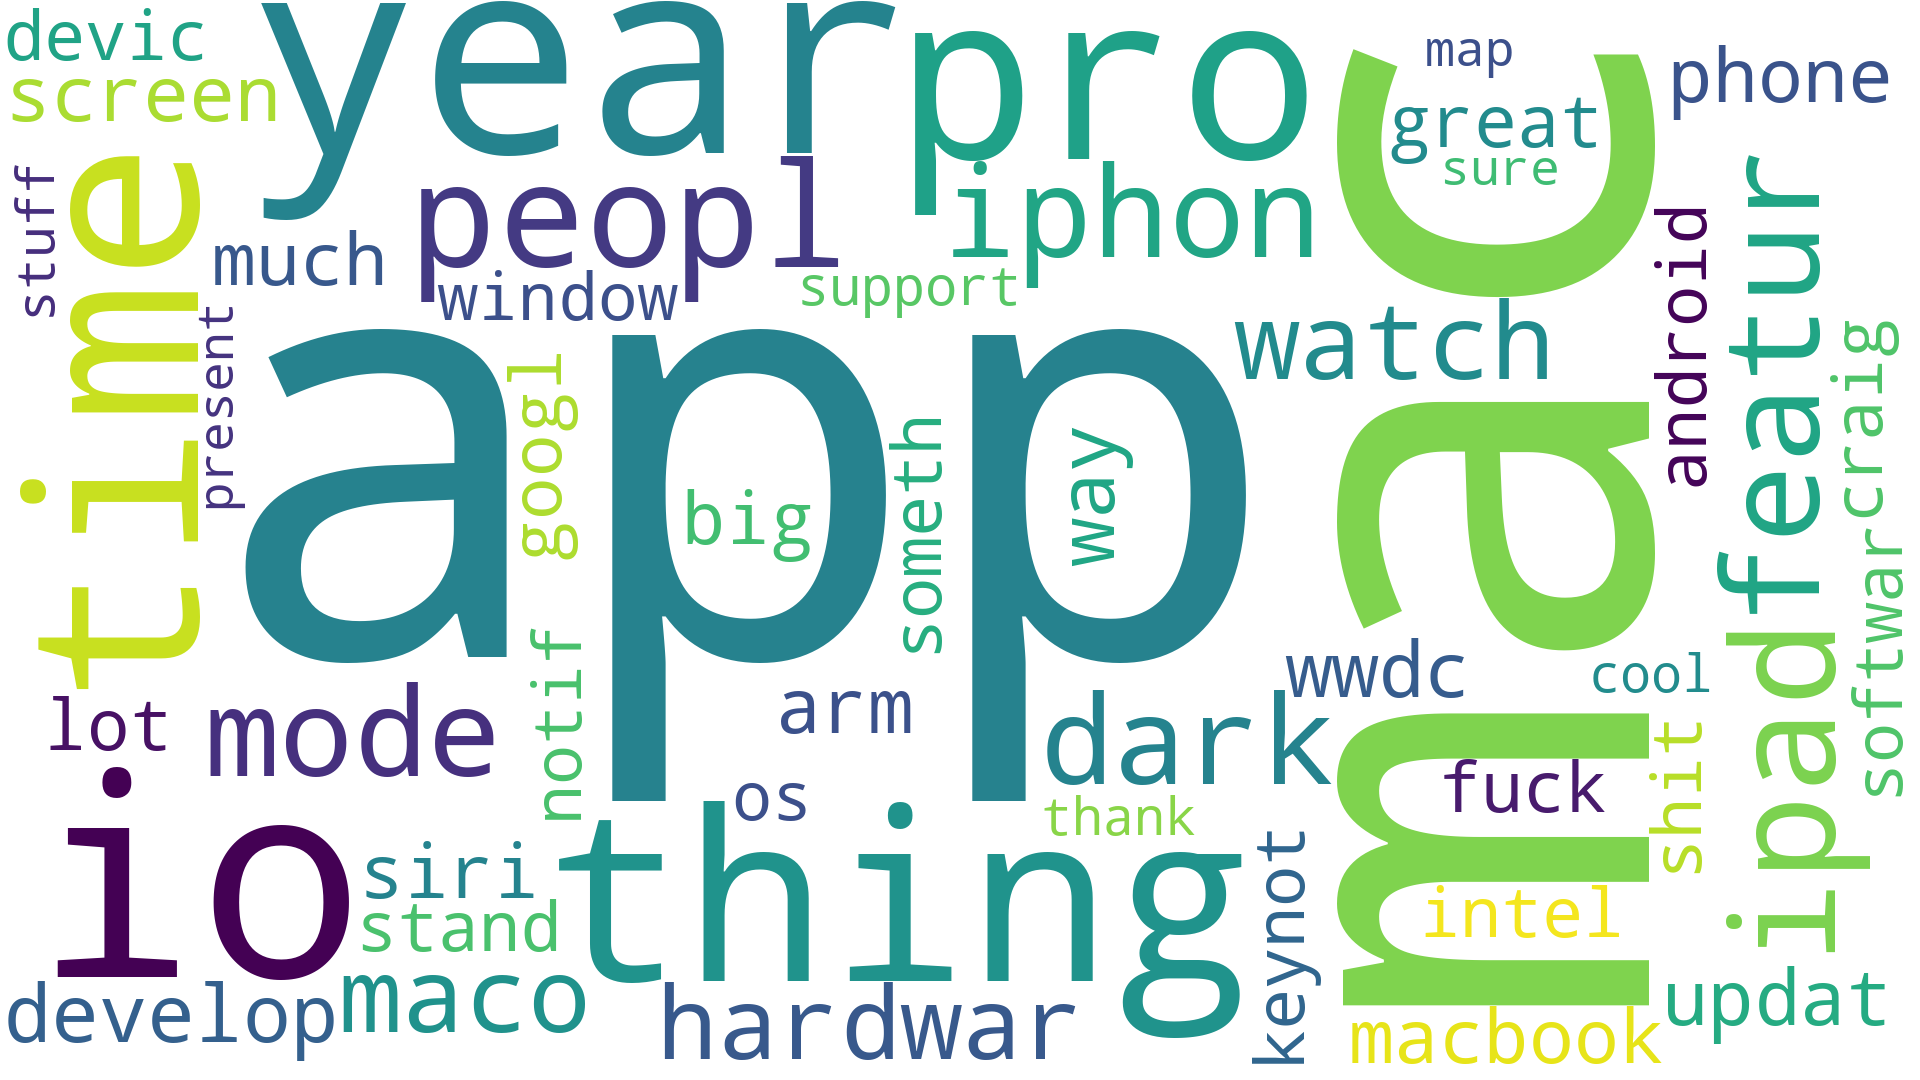 devic
year
pro
map
phone
screen
great
sure
stuff
time
peopl
iphon
much
window
support
watch
android
featur
craig
present
app
mac
googl
big
someth
way
softwar
ipad
notif
lot
mode
arm
dark
wwdc
cool
shit
fuck
io
os
thank
siri
thing
keynot
intel
stand
maco
develop
hardwar
macbook
updat